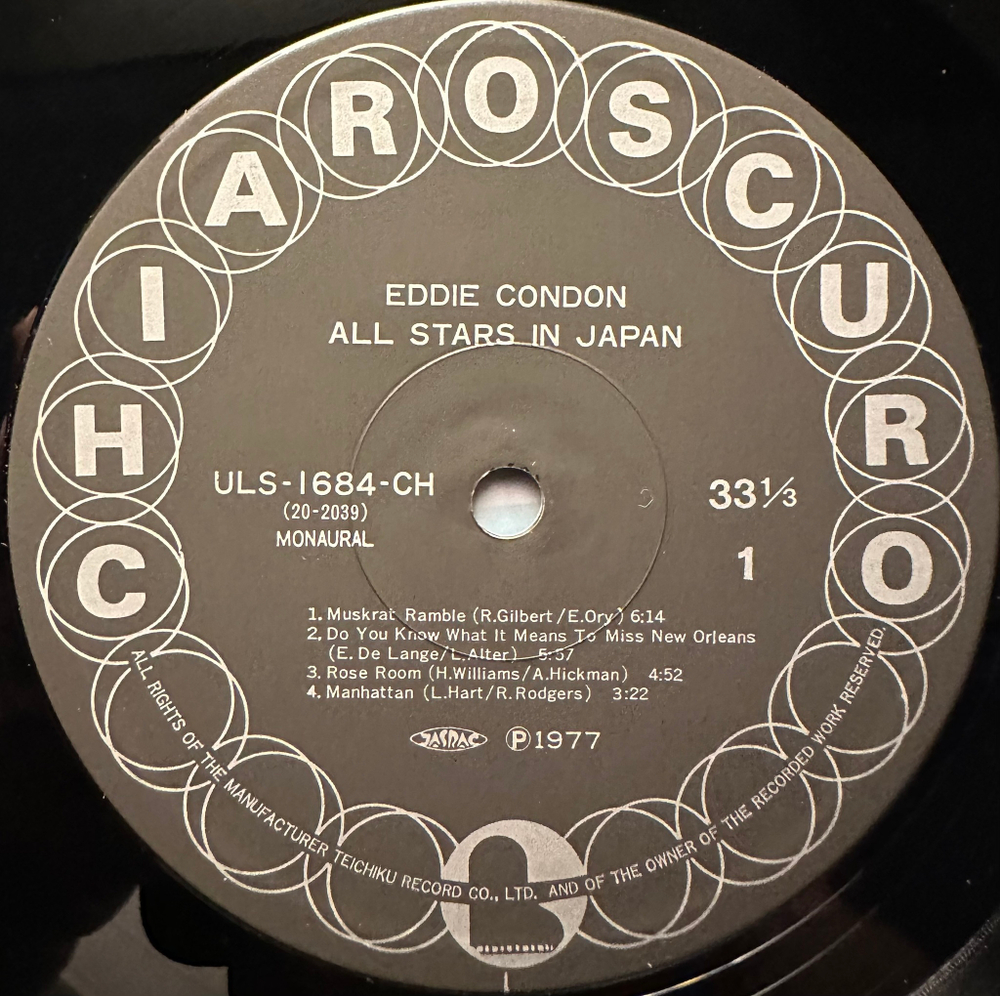 CHIAROSCURO
EDDIE CONDON
ALL STARS IN JAPAN
ULS-1684-CH
(20-2039)
MONAURAL
33 1/3
1
1. Muskrat Ramble (R.Gilbert/E.Ory) 6:14
2. Do You Know What It Means To Miss New Orleans
(E. De Lange/L.Alter) 5:57
3. Rose Room (H.Williams/A.Hickman) 4:52
4. Manhattan (L.Hart/R.Rodgers) 3:22
JASRAC Ⓟ1977
ALL RIGHTS OF THE MANUFACTURER TEICHIKU RECORD CO., LTD. AND OF THE OWNER OF THE RECORDED WORK RESERVED.